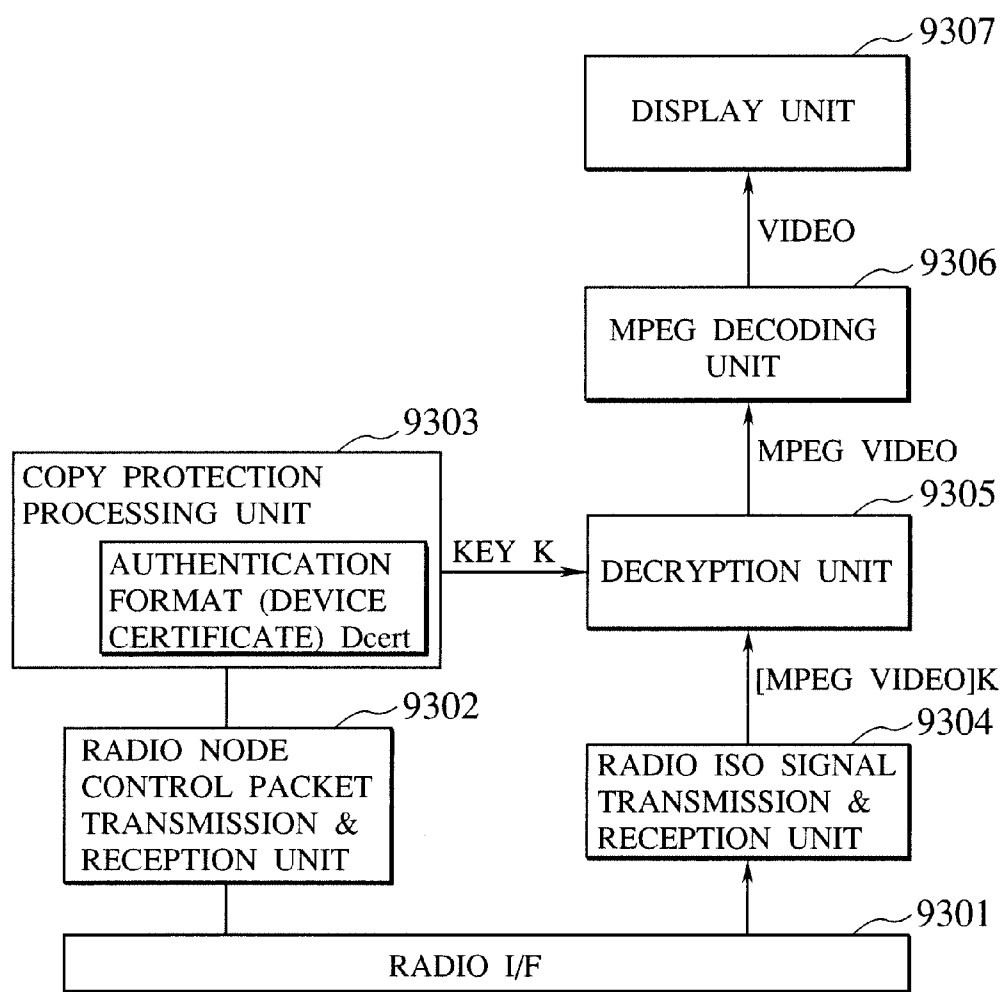 9307
DISPLAY UNIT
VIDEO
9306
MPEG DECODING
UNIT
MPEG VIDEO
9303
COPY PROTECTION
PROCESSING UNIT
AUTHENTICATION
FORMAT (DEVICE
CERTIFICATE) Dcert
KEY K
9305
DECRYPTION UNIT
[MPEG VIDEO]K
9302
RADIO NODE
CONTROL PACKET
TRANSMISSION &
RECEPTION UNIT
9304
RADIO ISO SIGNAL
TRANSMISSION &
RECEPTION UNIT
9301
RADIO I/F